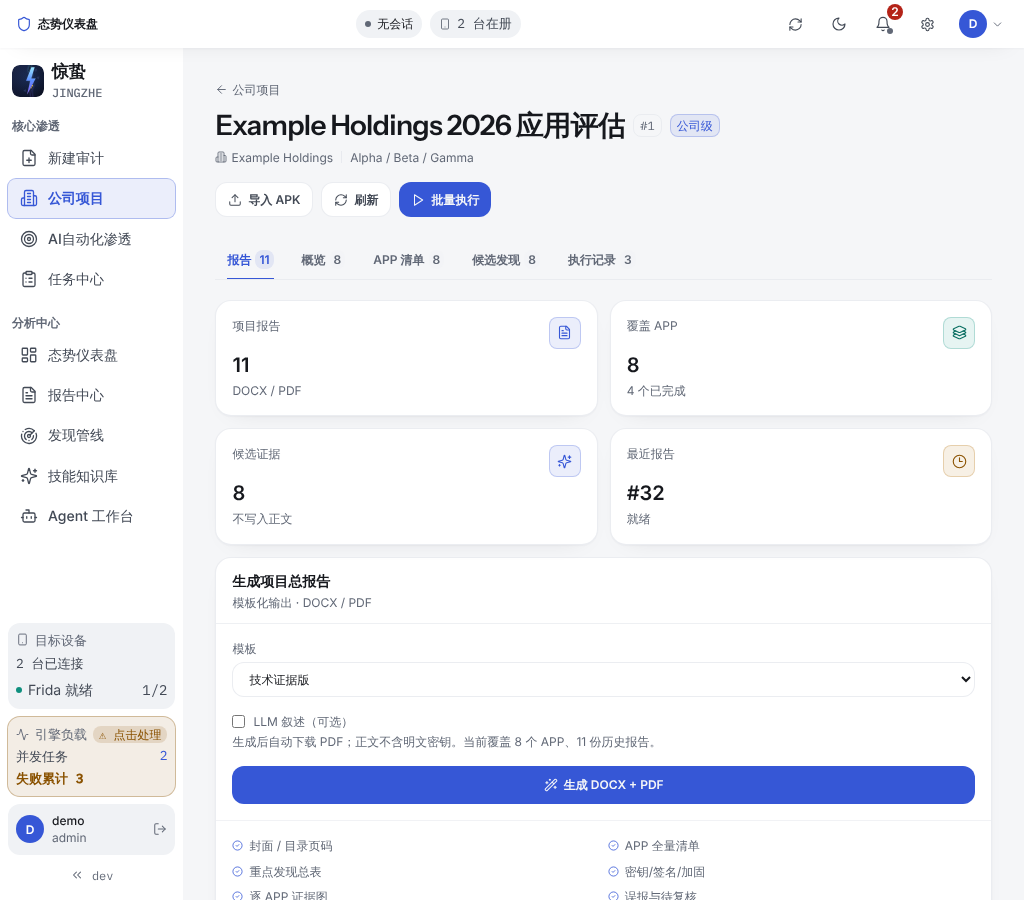 态势仪表盘
无会话
2 台在册
2
D
惊蛰
JINGZHE
核心渗透
新建审计
公司项目
AI自动化渗透
任务中心
分析中心
态势仪表盘
报告中心
发现管线
技能知识库
Agent 工作台
目标设备
2 台已连接
Frida 就绪 1/2
引擎负载 ⚠ 点击处理
并发任务 2
失败累计 3
D
demo
admin
dev
公司项目
Example Holdings 2026 应用评估 #1 公司级
Example Holdings Alpha / Beta / Gamma
导入 APK 刷新 批量执行
报告 11 概览 8 APP 清单 8 候选发现 8 执行记录 3
项目报告
11
DOCX / PDF
覆盖 APP
8
4 个已完成
候选证据
8
不写入正文
最近报告
#32
就绪
生成项目总报告
模板化输出 · DOCX / PDF
模板
技术证据版
LLM 叙述（可选）
生成后自动下载 PDF；正文不含明文密钥。当前覆盖 8 个 APP、11 份历史报告。
生成 DOCX + PDF
封面 / 目录页码 APP 全量清单
重点发现总表 密钥/签名/加固
逐 APP 证据图 误报与待复核